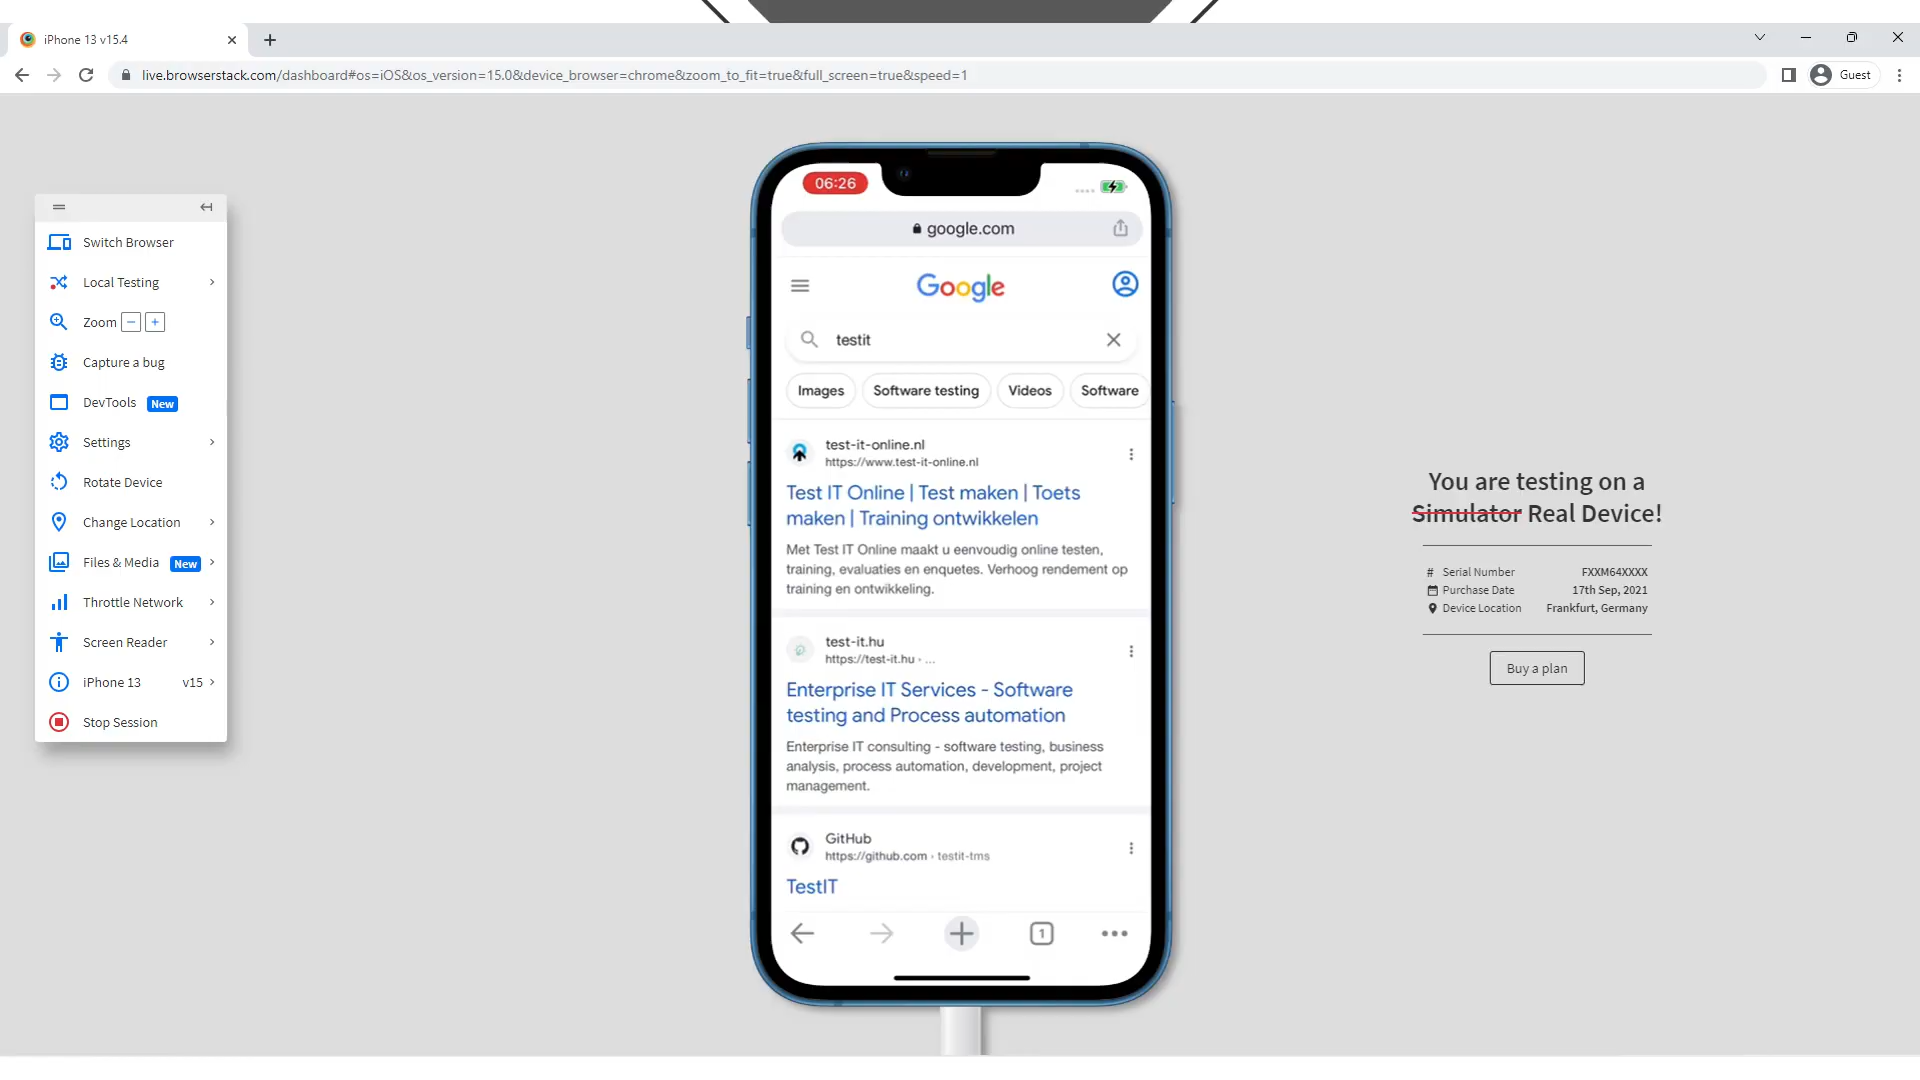 iPhone 13 v15.4
live.browserstack.com/dashboard#os=iOS&os_version=15.0&device_browser=chrome&zoom_to_fit=true&full_screen=true&speed=1
Guest
Switch Browser
Local Testing
Zoom
Capture a bug
DevTools New
Settings
Rotate Device
Change Location
Files & Media New
Throttle Network
Screen Reader
iPhone 13 v15
Stop Session
06:26
google.com
Google
testit
Images Software testing Videos Software
test-it-online.nl
https://www.test-it-online.nl
Test IT Online | Test maken | Toets
maken | Training ontwikkelen
Met Test IT Online maakt u eenvoudig online testen,
training, evaluaties en enquetes. Verhoog rendement op
training en ontwikkeling.
test-it.hu
https://test-it.hu › ...
Enterprise IT Services - Software
testing and Process automation
Enterprise IT consulting - software testing, business
analysis, process automation, development, project
management.
GitHub
https://github.com › testit-tms
TestIT
1
You are testing on a
Simulator Real Device!
# Serial Number FXXM64XXXX
Purchase Date 17th Sep, 2021
Device Location Frankfurt, Germany
Buy a plan